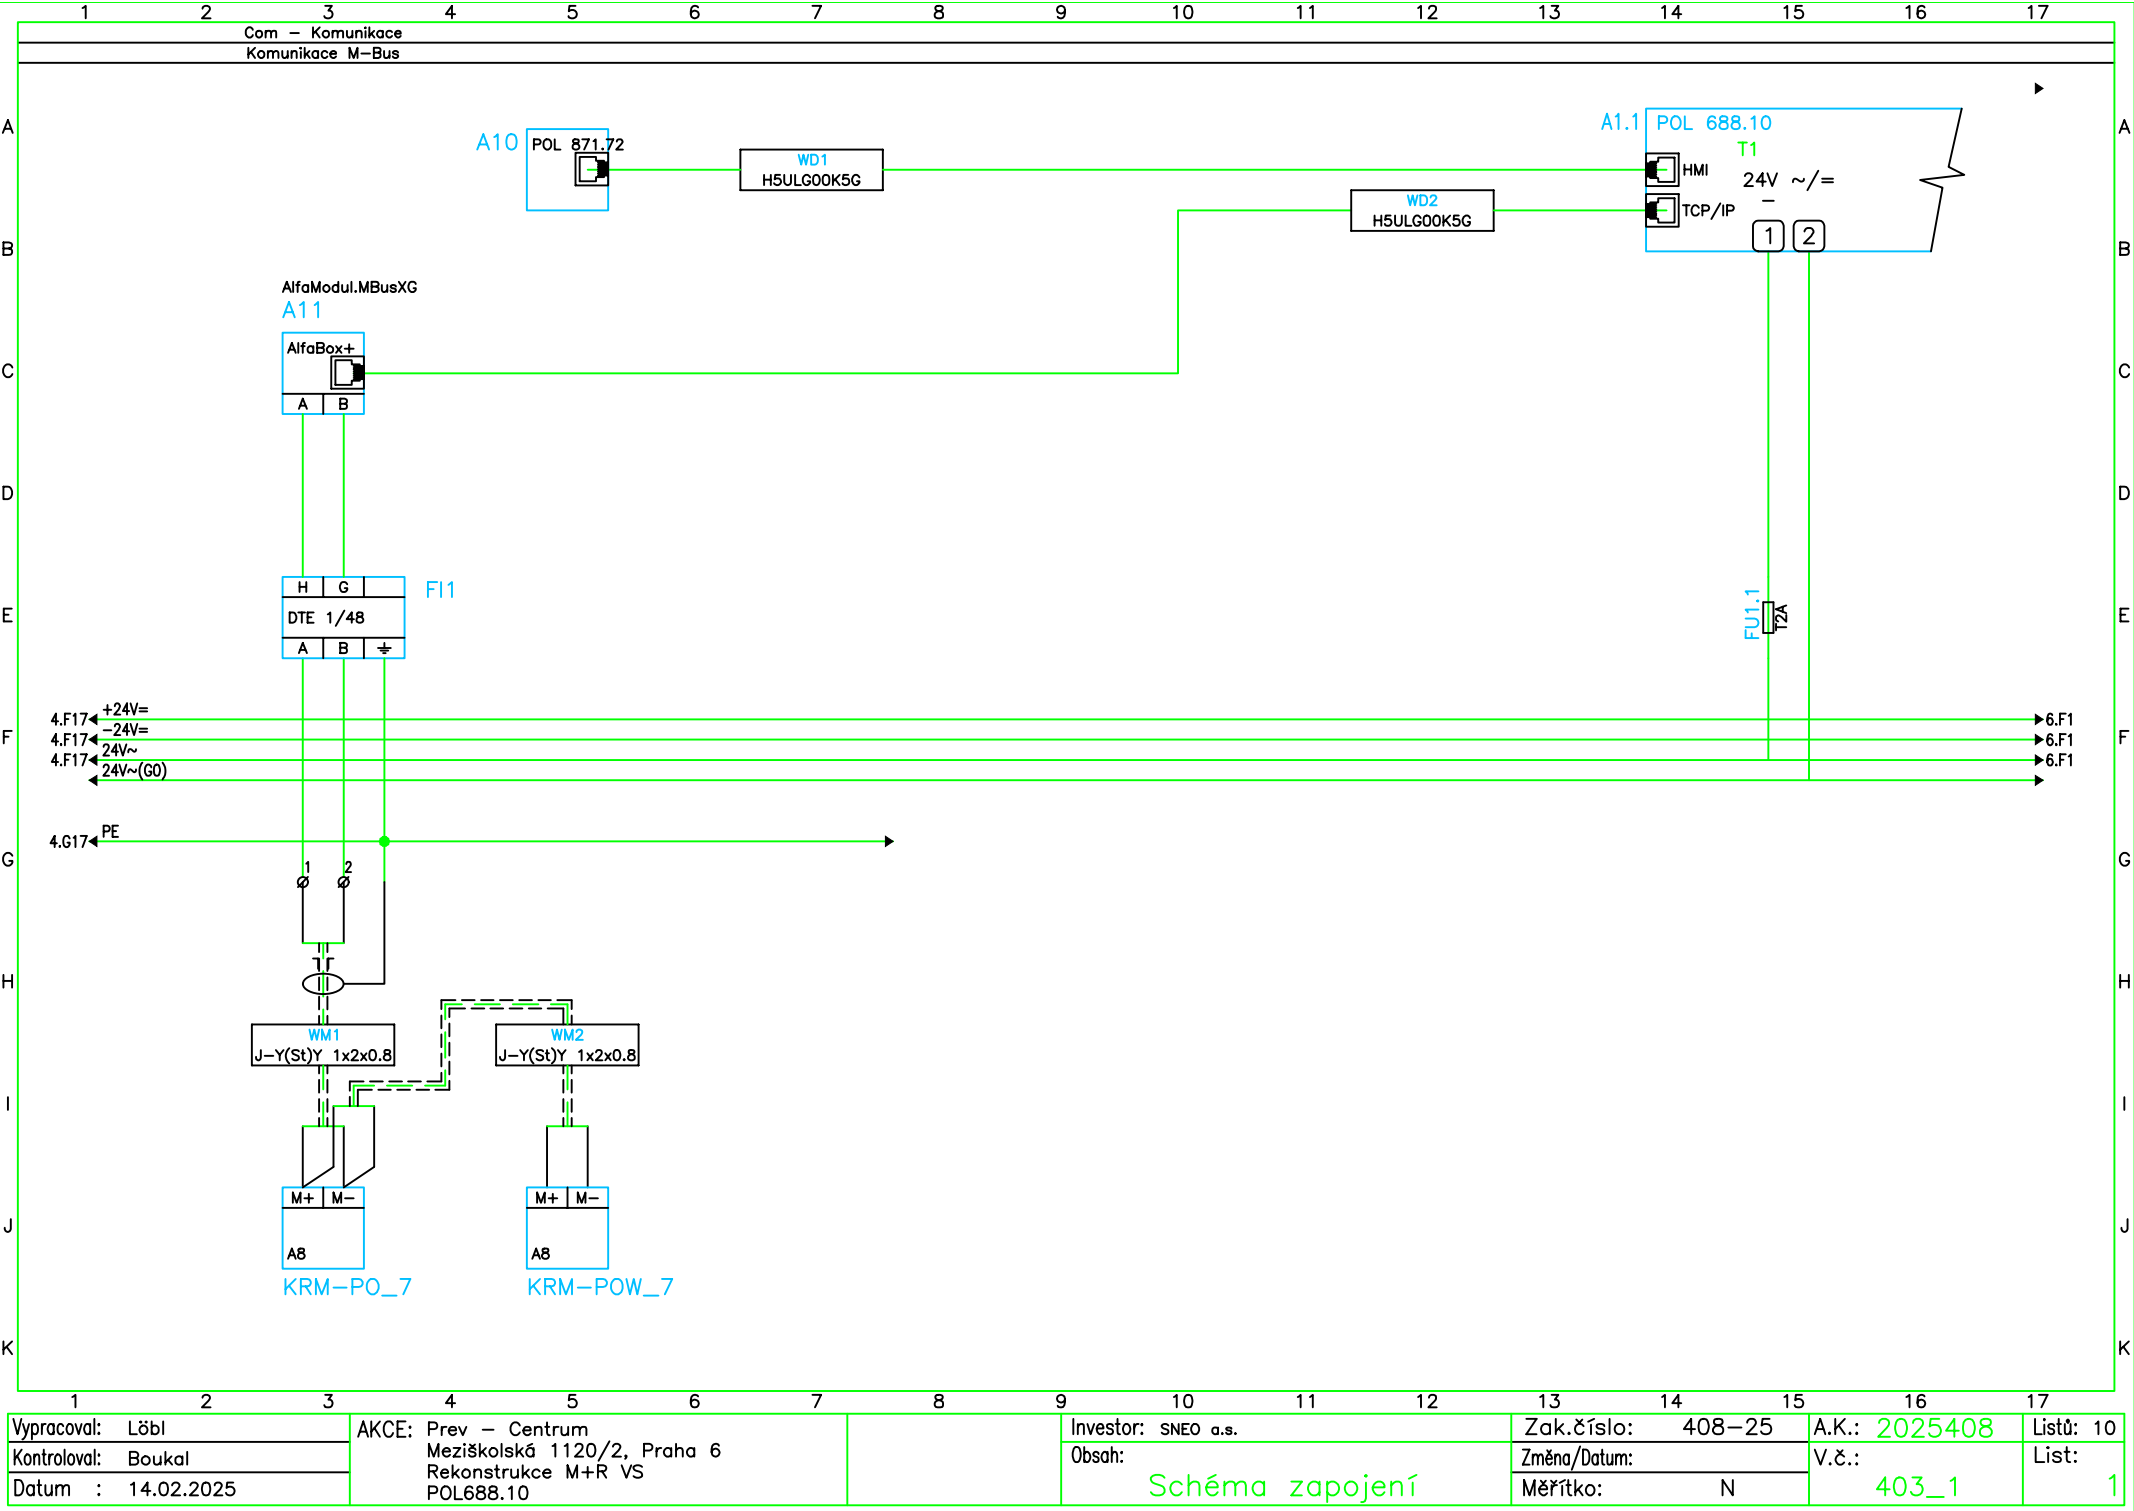 1 2 3 4 5 6 7 8 9 10 11 12 13 14 15 16 17
Com – Komunikace
Komunikace M–Bus
A A
A10
POL 871.72
WD1
H5ULG00K5G
A1.1
POL 688.10
T1
HMI
24V ~/=
–
WD2
H5ULG00K5G
TCP/IP
1 2
B B
AlfaModul.MBusXG
A11
AlfaBox+
C C
A B
D D
H G
FI1
DTE 1/48
E E
A B
FU1.1
T2A
+24V=
4.F17 6.F1
–24V=
F F
4.F17 6.F1
24V~
4.F17 6.F1
24V~(G0)
PE
4.G17
G G
1 2
H H
WM1
J–Y(St)Y 1x2x0.8
WM2
J–Y(St)Y 1x2x0.8
I I
M+ M–
M+ M–
J J
A8
A8
KRM–PO_7
KRM–POW_7
K K
1 2 3 4 5 6 7 8 9 10 11 12 13 14 15 16 17
Vypracoval: Löbl
Kontroloval: Boukal
Datum : 14.02.2025
AKCE: Prev – Centrum
Meziškolská 1120/2, Praha 6
Rekonstrukce M+R VS
POL688.10
Investor: SNEO a.s.
Obsah:
Schéma zapojení
Zak.číslo: 408–25
Změna/Datum:
Měřítko: N
A.K.: 2025408
V.č.:
403_1
Listů: 10
List:
1